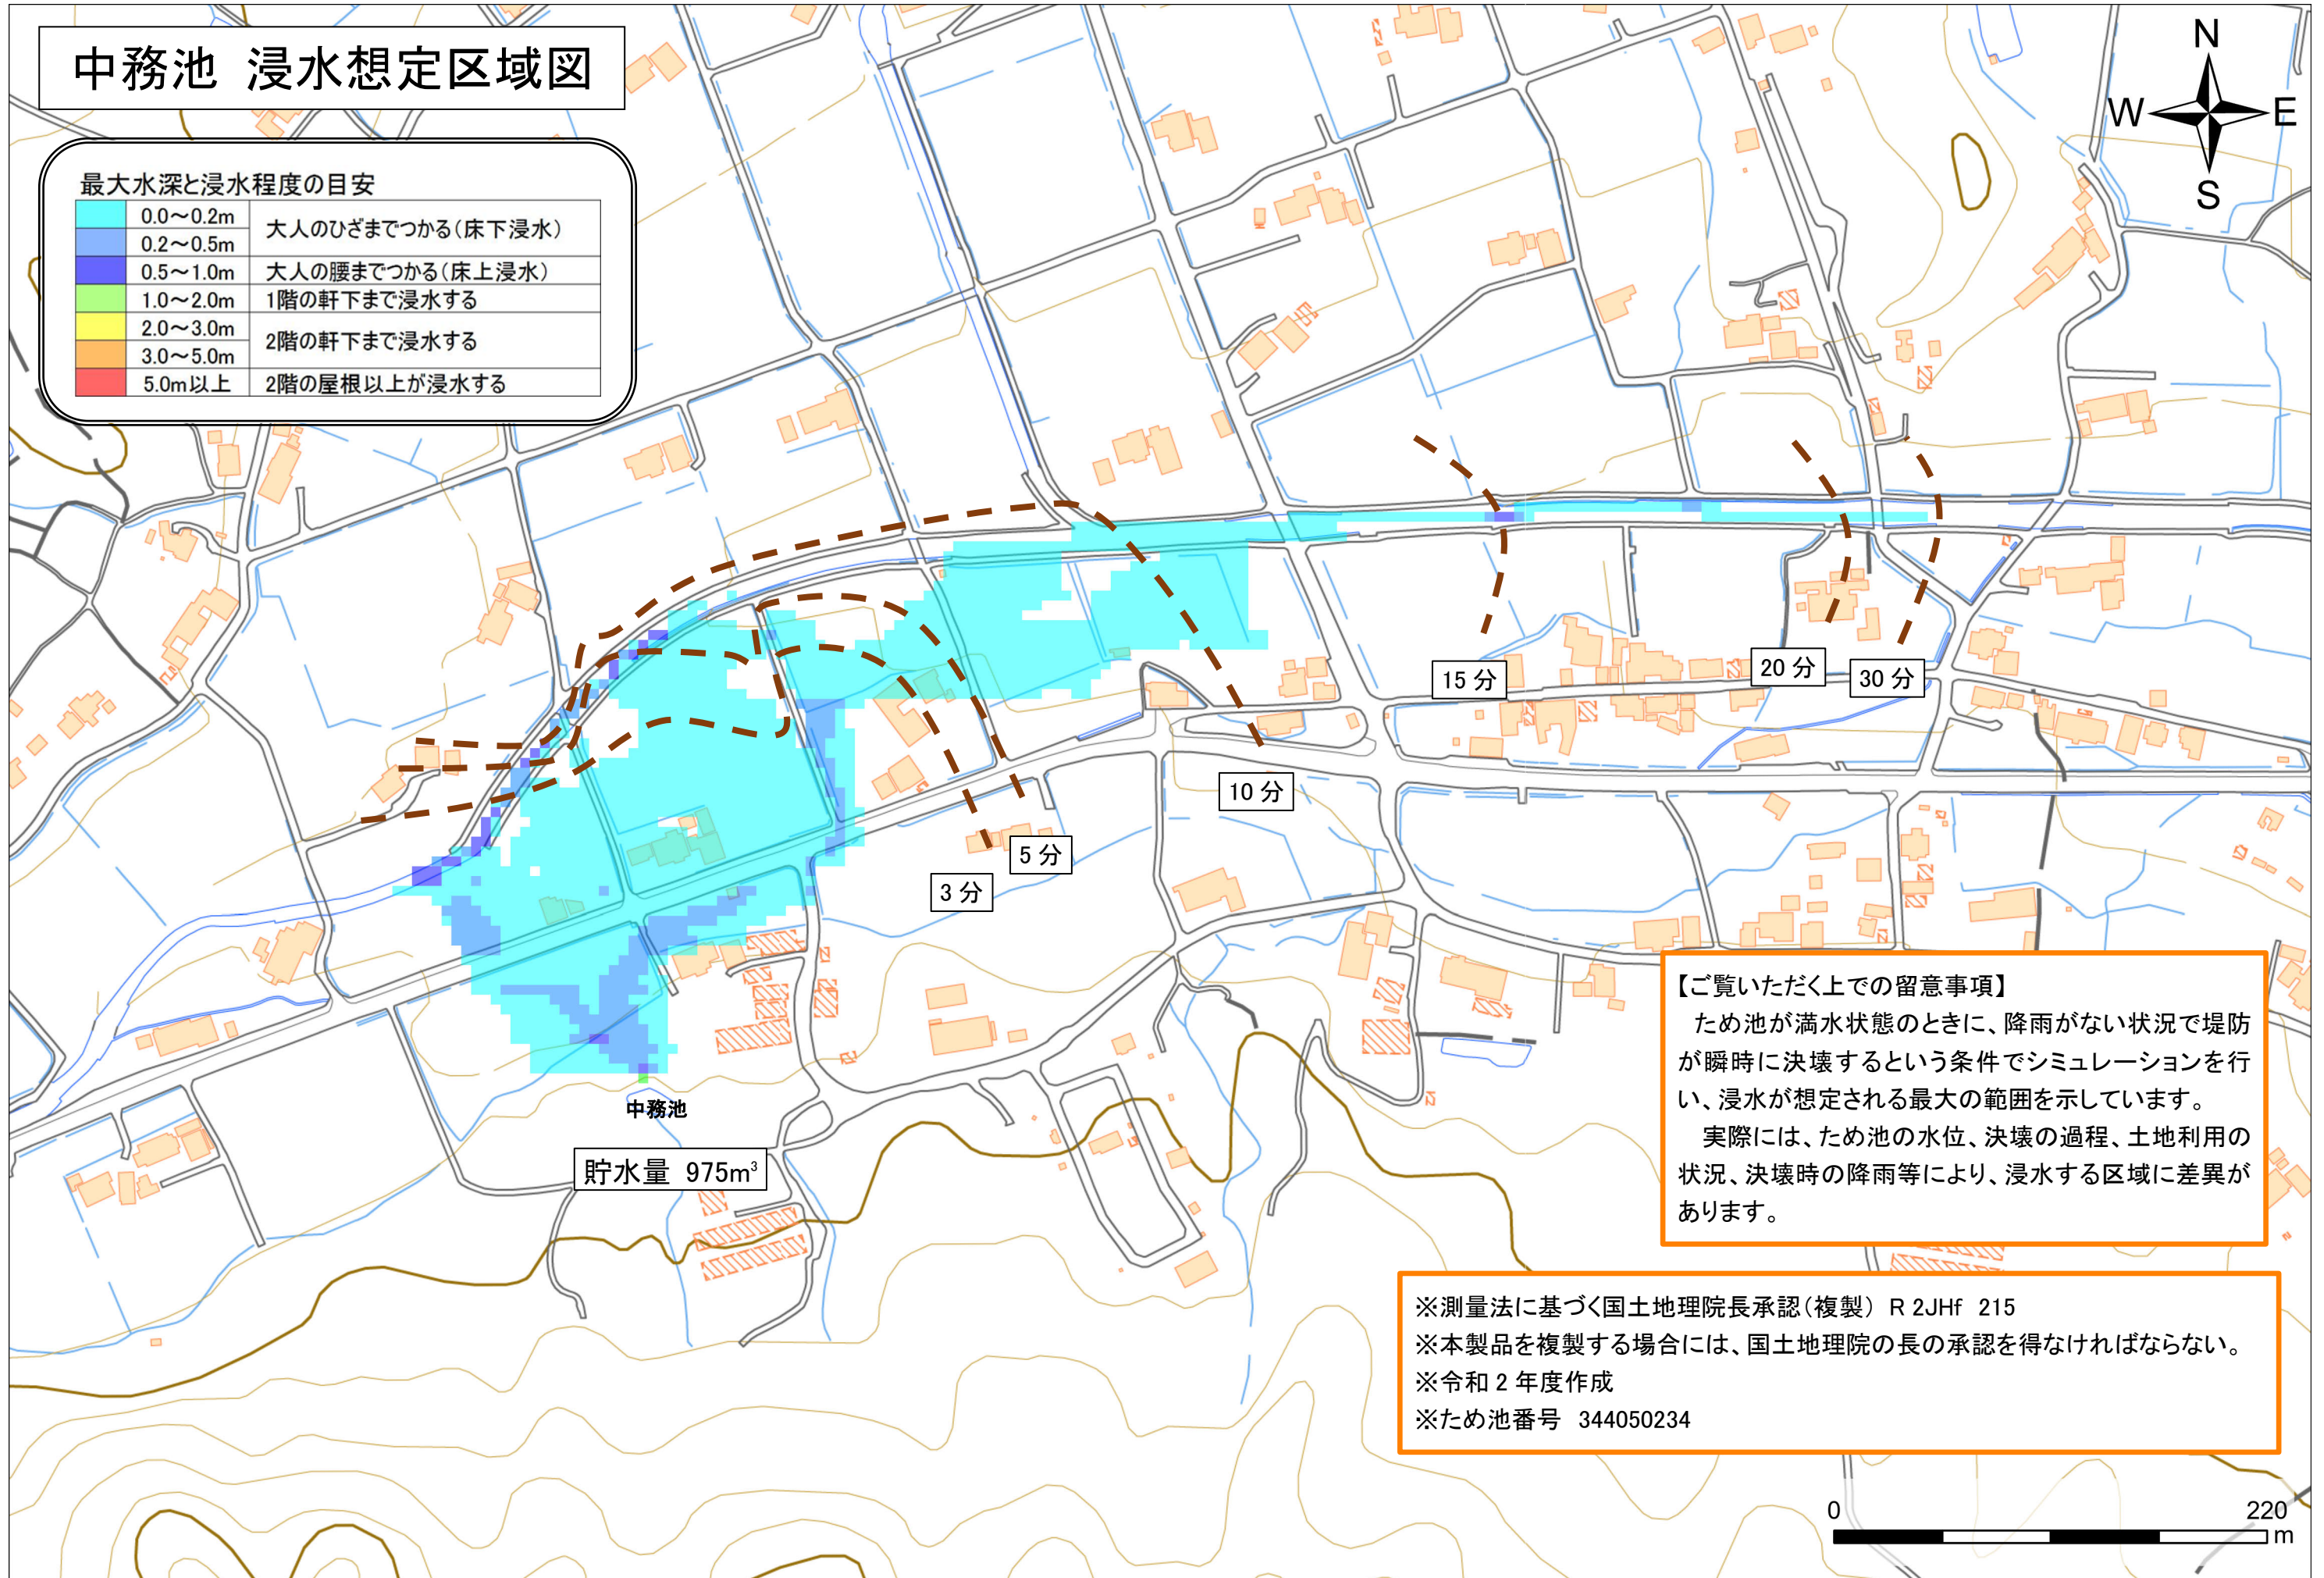 中務池 浸水想定区域図
N
W
E
S
最大水深と浸水程度の目安
0.0～0.2m
大人のひざまでつかる(床下浸水)
0.2～0.5m
0.5～1.0m 大人の腰までつかる(床上浸水)
1.0～2.0m 1階の軒下まで浸水する
2.0～3.0m
2階の軒下まで浸水する
3.0～5.0m
5.0m以上 2階の屋根以上が浸水する
15 分
20 分
30 分
10 分
5 分
3 分
中務池
貯水量 975m³
【ご覧いただく上での留意事項】
ため池が満水状態のときに、降雨がない状況で堤防
が瞬時に決壊するという条件でシミュレーションを行
い、浸水が想定される最大の範囲を示しています。
実際には、ため池の水位、決壊の過程、土地利用の
状況、決壊時の降雨等により、浸水する区域に差異が
あります。
※測量法に基づく国土地理院長承認(複製) R 2JHf 215
※本製品を複製する場合には、国土地理院の長の承認を得なければならない。
※令和 2 年度作成
※ため池番号 344050234
0
220
m